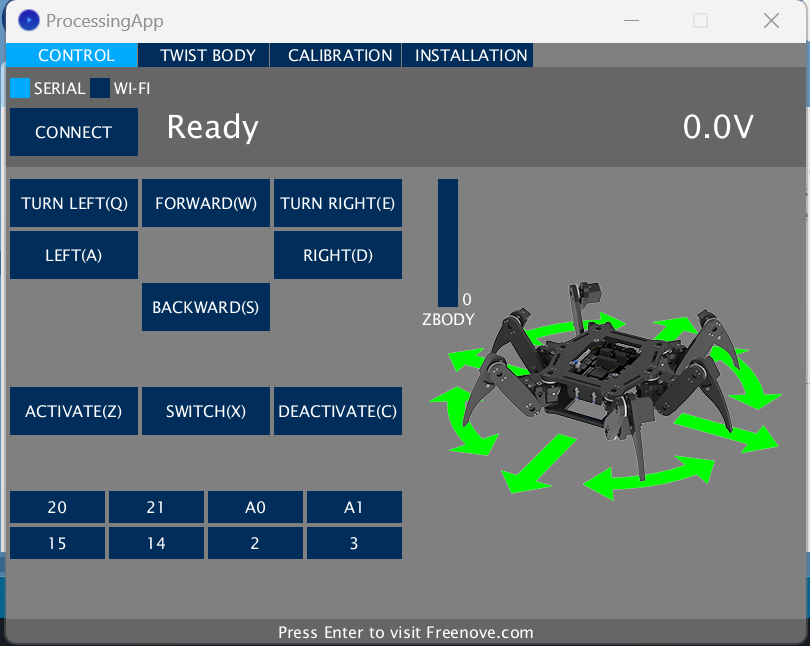 ProcessingApp
CONTROL TWIST BODY CALIBRATION INSTALLATION
SERIAL WI-FI
CONNECT Ready 0.0V
TURN LEFT(Q) FORWARD(W) TURN RIGHT(E)
LEFT(A) RIGHT(D)
BACKWARD(S)
0
ZBODY
ACTIVATE(Z) SWITCH(X) DEACTIVATE(C)
20 21 A0 A1
15 14 2 3
Press Enter to visit Freenove.com